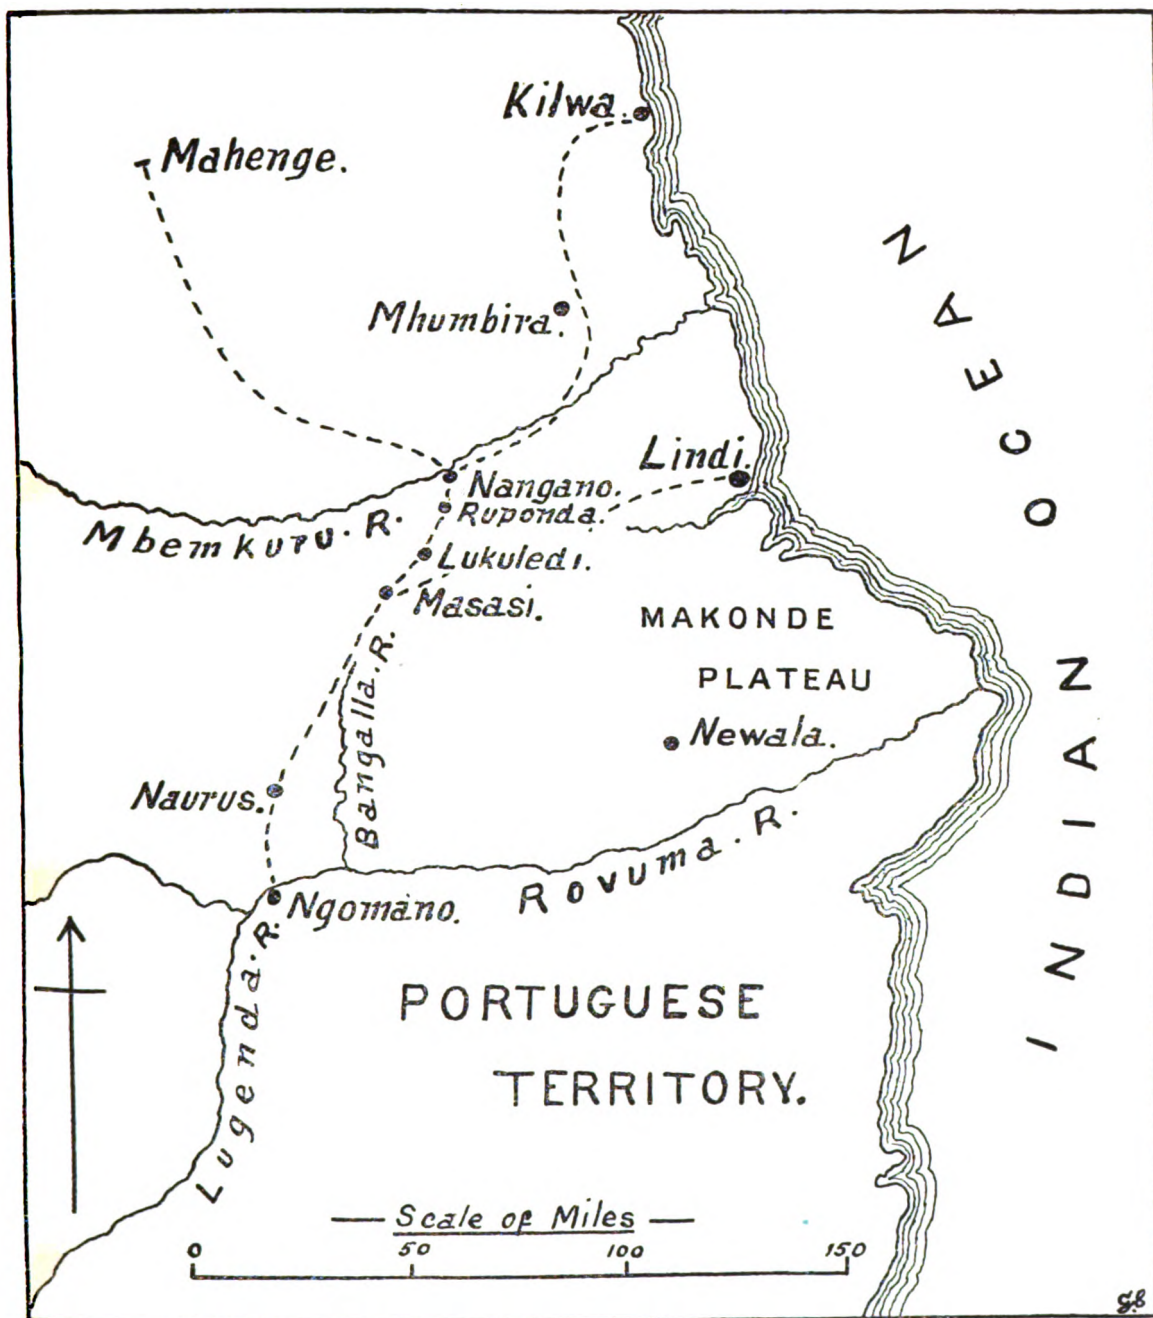 Kilwa.
Mahenge.
Mhumbira.
Lindi.
Nangano.
Ruponda.
Mbemkuru. R.
Lukuledi.
Masasi.
MAKONDE
PLATEAU
Bangalla. R.
Newala.
Naurus.
Rovuma. R.
Ngomano.
Lugenda. R.
PORTUGUESE
TERRITORY.
INDIAN OCEAN
Scale of Miles
0 50 100 150